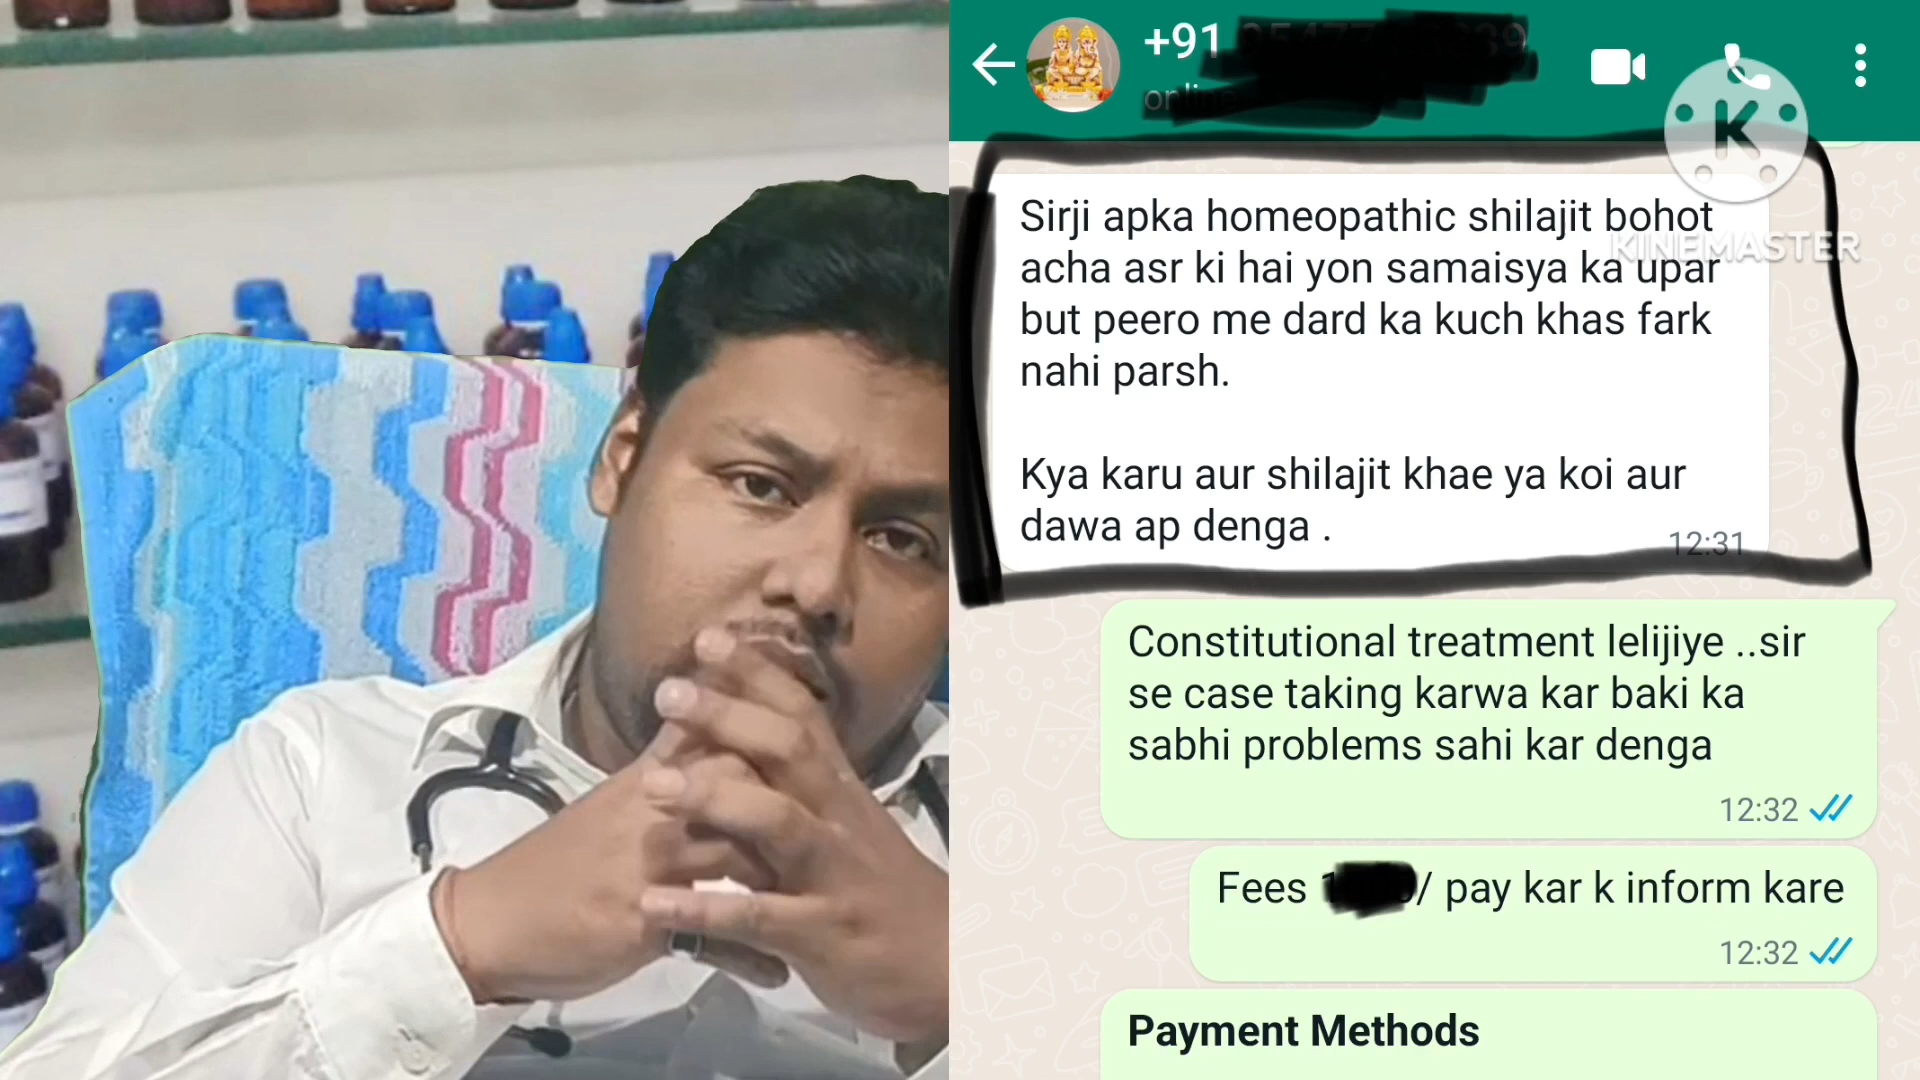 +91
online
K
KINEMASTER
Sirji apka homeopathic shilajit bohot
acha asr ki hai yon samaisya ka upar
but peero me dard ka kuch khas fark
nahi parsh.
Kya karu aur shilajit khae ya koi aur
dawa ap denga .
12:31
Constitutional treatment lelijiye ..sir
se case taking karwa kar baki ka
sabhi problems sahi kar denga
12:32
Fees / pay kar k inform kare
12:32
Payment Methods